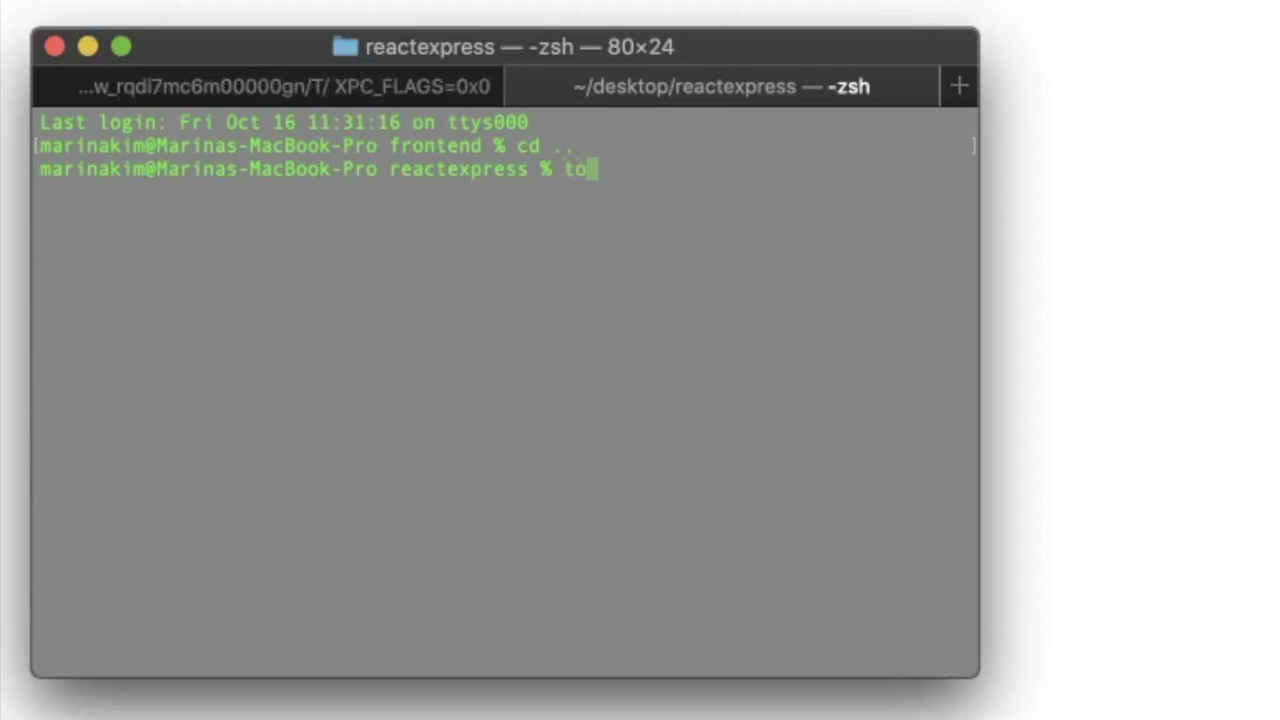 reactexpress — -zsh — 80×24
...w_rqdl7mc6m00000gn/T/ XPC_FLAGS=0x0
~/desktop/reactexpress — -zsh
Last login: Fri Oct 16 11:31:16 on ttys000
[marinakim@Marinas-MacBook-Pro frontend % cd .. ]
marinakim@Marinas-MacBook-Pro reactexpress % to